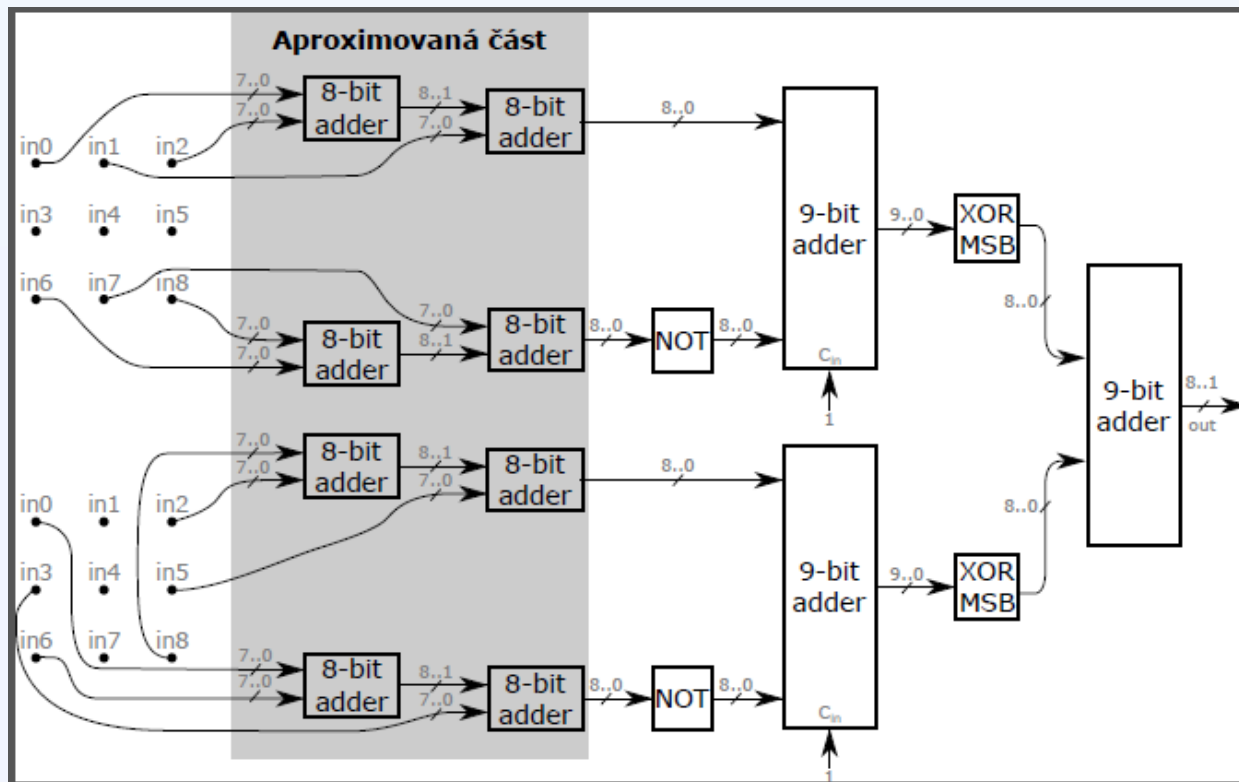 Aproximovaná část
7..0
7..0
8-bit
adder
8..1
7..0
8-bit
adder
8..0
in0 in1 in2
in3 in4 in5
in6 in7 in8
9-bit
adder
9..0
XOR
MSB
7..0
7..0
8-bit
adder
7..0
8..1
8-bit
adder
8..0
NOT
8..0
Cin
1
8..0
9-bit
adder
8..1
out
7..0
7..0
8-bit
adder
8..1
7..0
8-bit
adder
8..0
in0 in1 in2
in3 in4 in5
in6 in7 in8
9-bit
adder
9..0
XOR
MSB
8..0
7..0
7..0
8-bit
adder
8..1
7..0
8-bit
adder
8..0
NOT
8..0
Cin
1